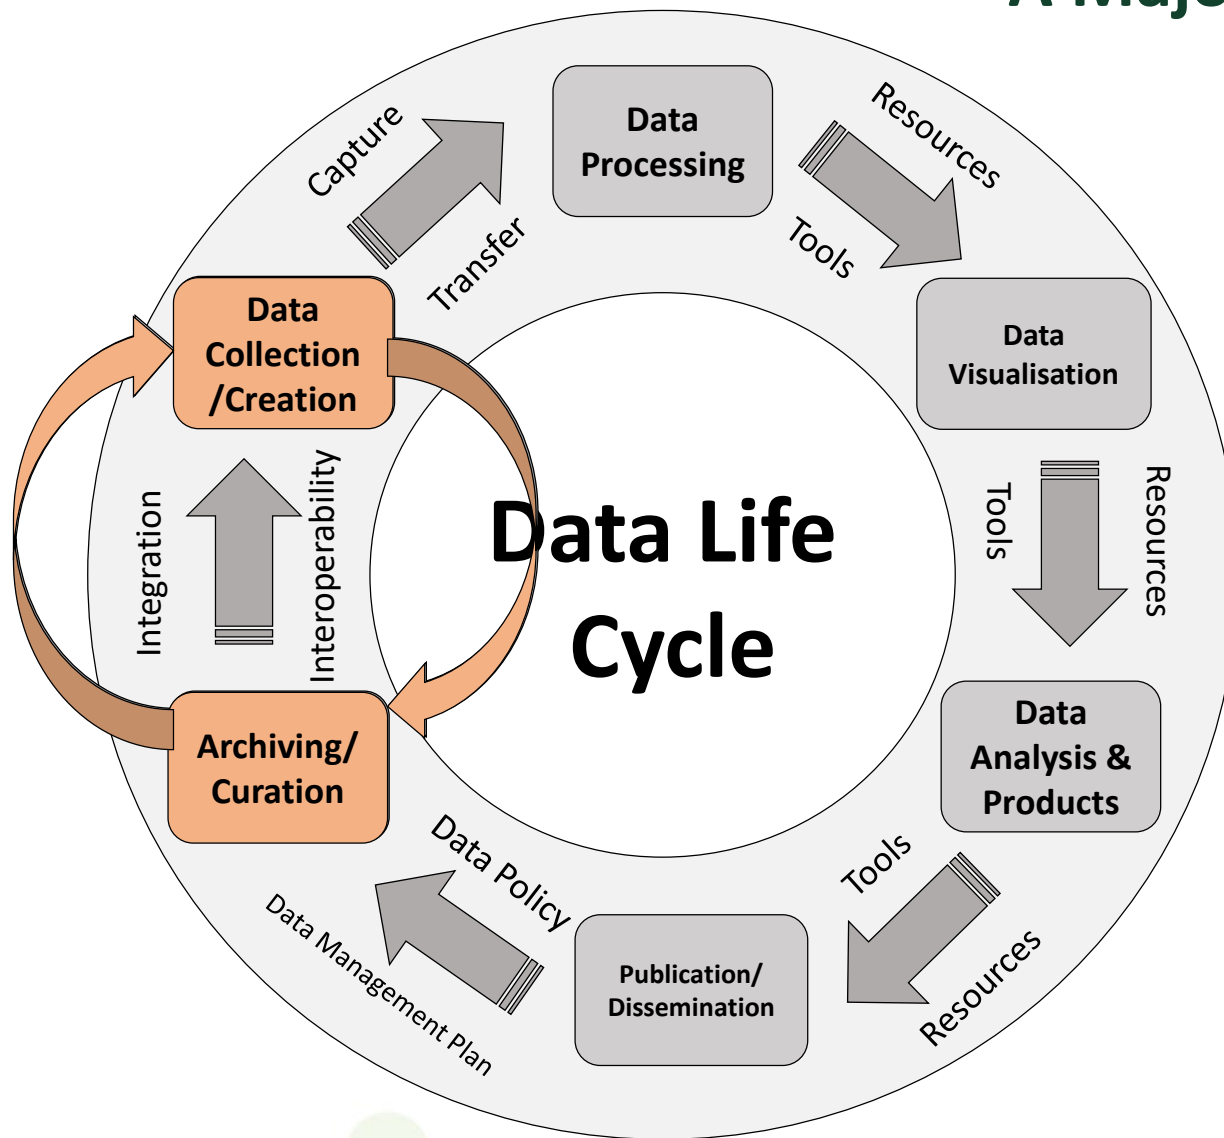 A Maje
Capture
Transfer
Data
Processing
Resources
Tools
Data
Collection
/Creation
Data
Visualisation
Integration
Interoperability
Data Life
Cycle
Tools
Resources
Archiving/
Curation
Data
Analysis &
Products
Data Policy
Data Management Plan
Publication/
Dissemination
Tools
Resources